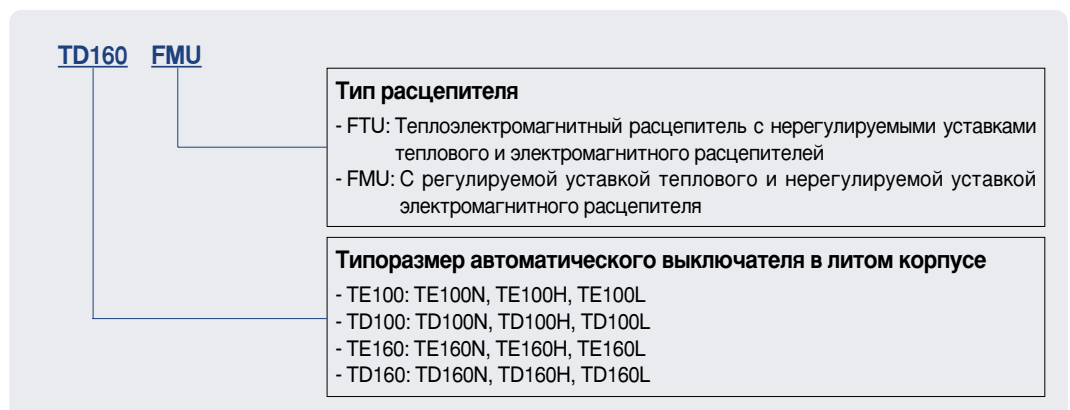 TD160 FMU
Тип расцепителя
- FTU: Теплоэлектромагнитный расцепитель с нерегулируемыми уставками
теплового и электромагнитного расцепителей
- FMU: С регулируемой уставкой теплового и нерегулируемой уставкой
электромагнитного расцепителя
Типоразмер автоматического выключателя в литом корпусе
- TE100: TE100N, TE100H, TE100L
- TD100: TD100N, TD100H, TD100L
- TE160: TE160N, TE160H, TE160L
- TD160: TD160N, TD160H, TD160L